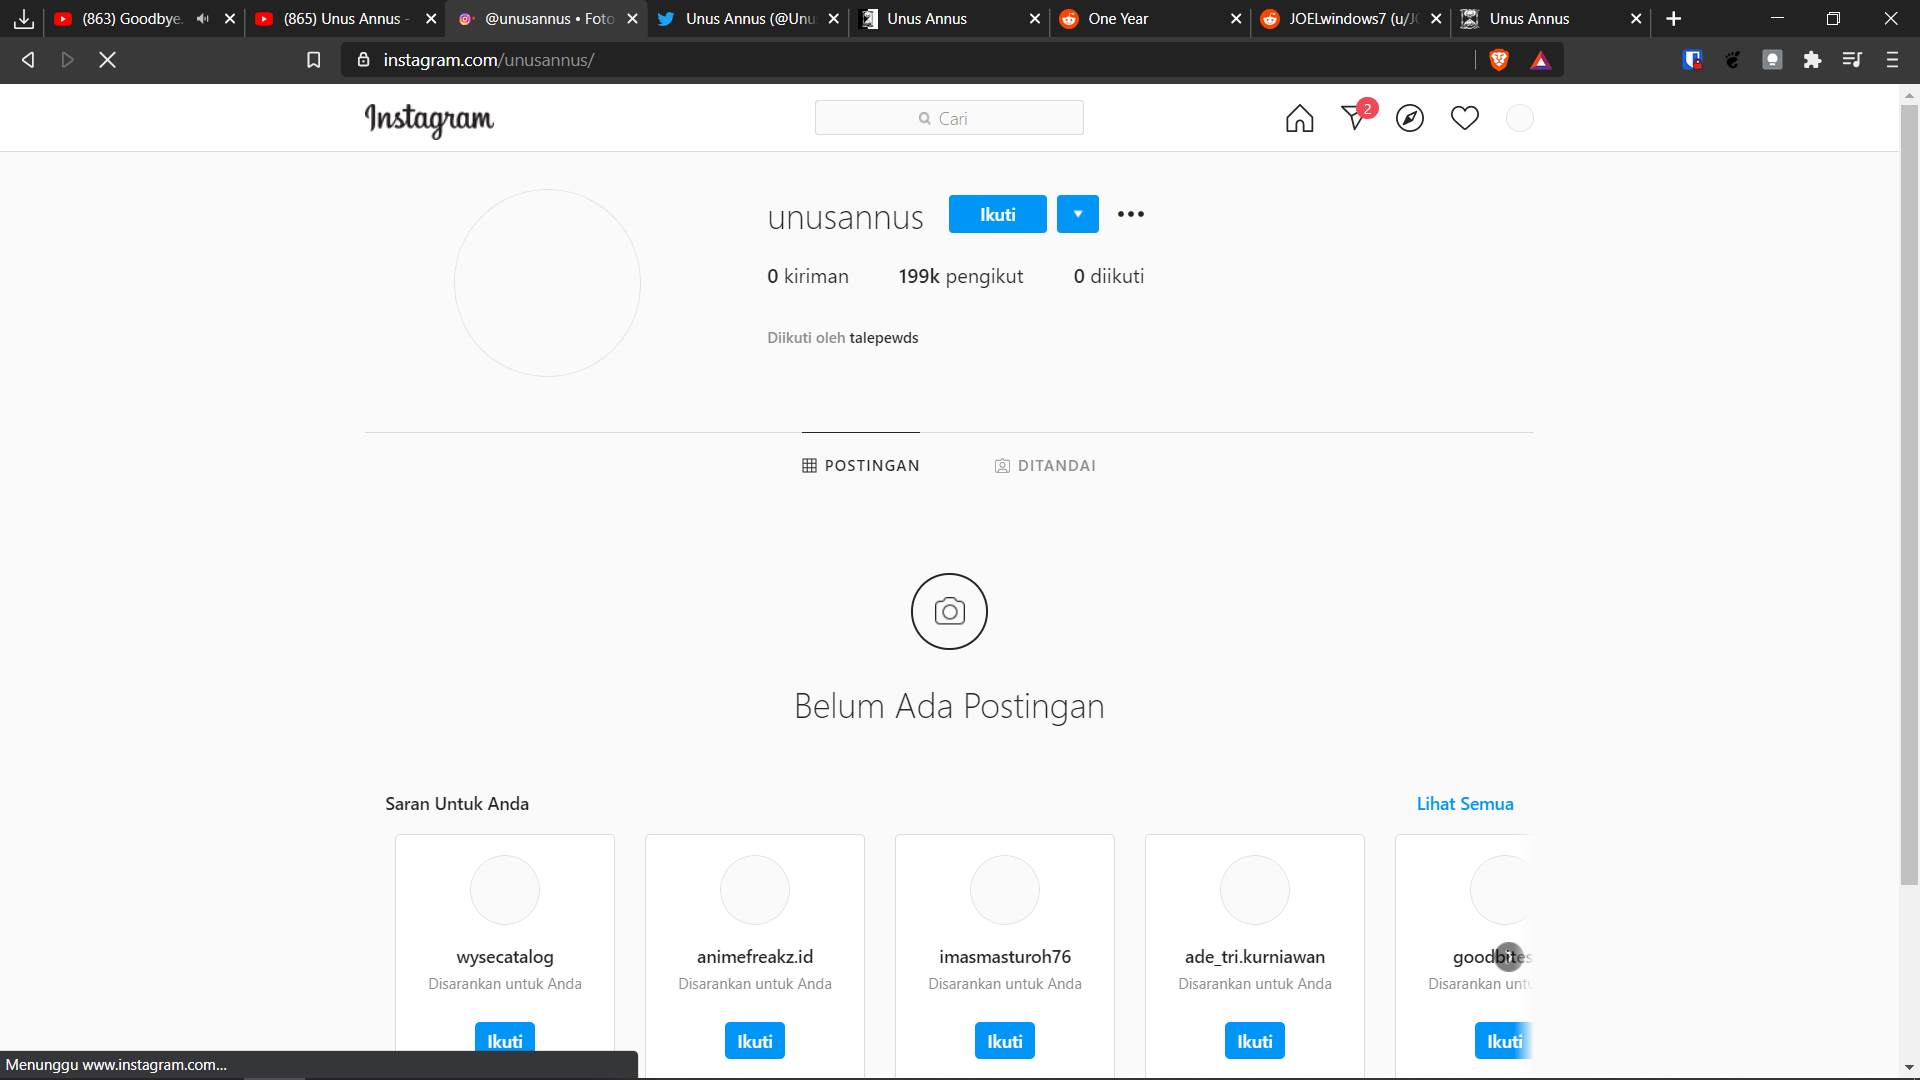 (863) Goodbye.
(865) Unus Annus -
@unusannus • Foto
Unus Annus (@Unu
Unus Annus
One Year
JOELwindows7 (u/JO
Unus Annus
instagram.com/unusannus/
Instagram
Cari
2
unusannus
Ikuti
0 kiriman
199k pengikut
0 diikuti
Diikuti oleh talepewds
POSTINGAN
DITANDAI
Belum Ada Postingan
Saran Untuk Anda
Lihat Semua
wysecatalog
animefreakz.id
imasmasturoh76
ade_tri.kurniawan
goodbites
Disarankan untuk Anda
Disarankan untuk Anda
Disarankan untuk Anda
Disarankan untuk Anda
Disarankan untu
Ikuti
Ikuti
Ikuti
Ikuti
Ikuti
Menunggu www.instagram.com...